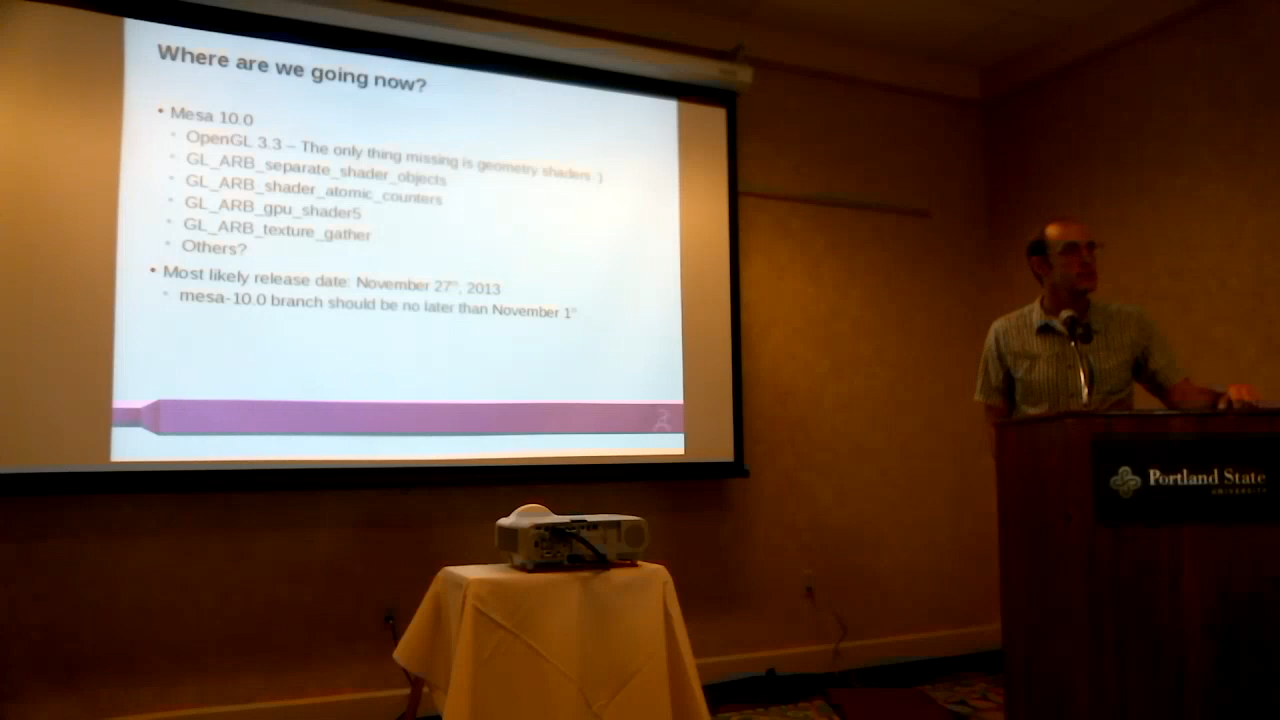 Where are we going now?
• Mesa 10.0
• OpenGL 3.3 – The only thing missing is geometry shaders :)
• GL_ARB_separate_shader_objects
• GL_ARB_shader_atomic_counters
• GL_ARB_gpu_shader5
• GL_ARB_texture_gather
• Others?
• Most likely release date: November 27th, 2013
• mesa-10.0 branch should be no later than November 1st
Portland State
UNIVERSITY